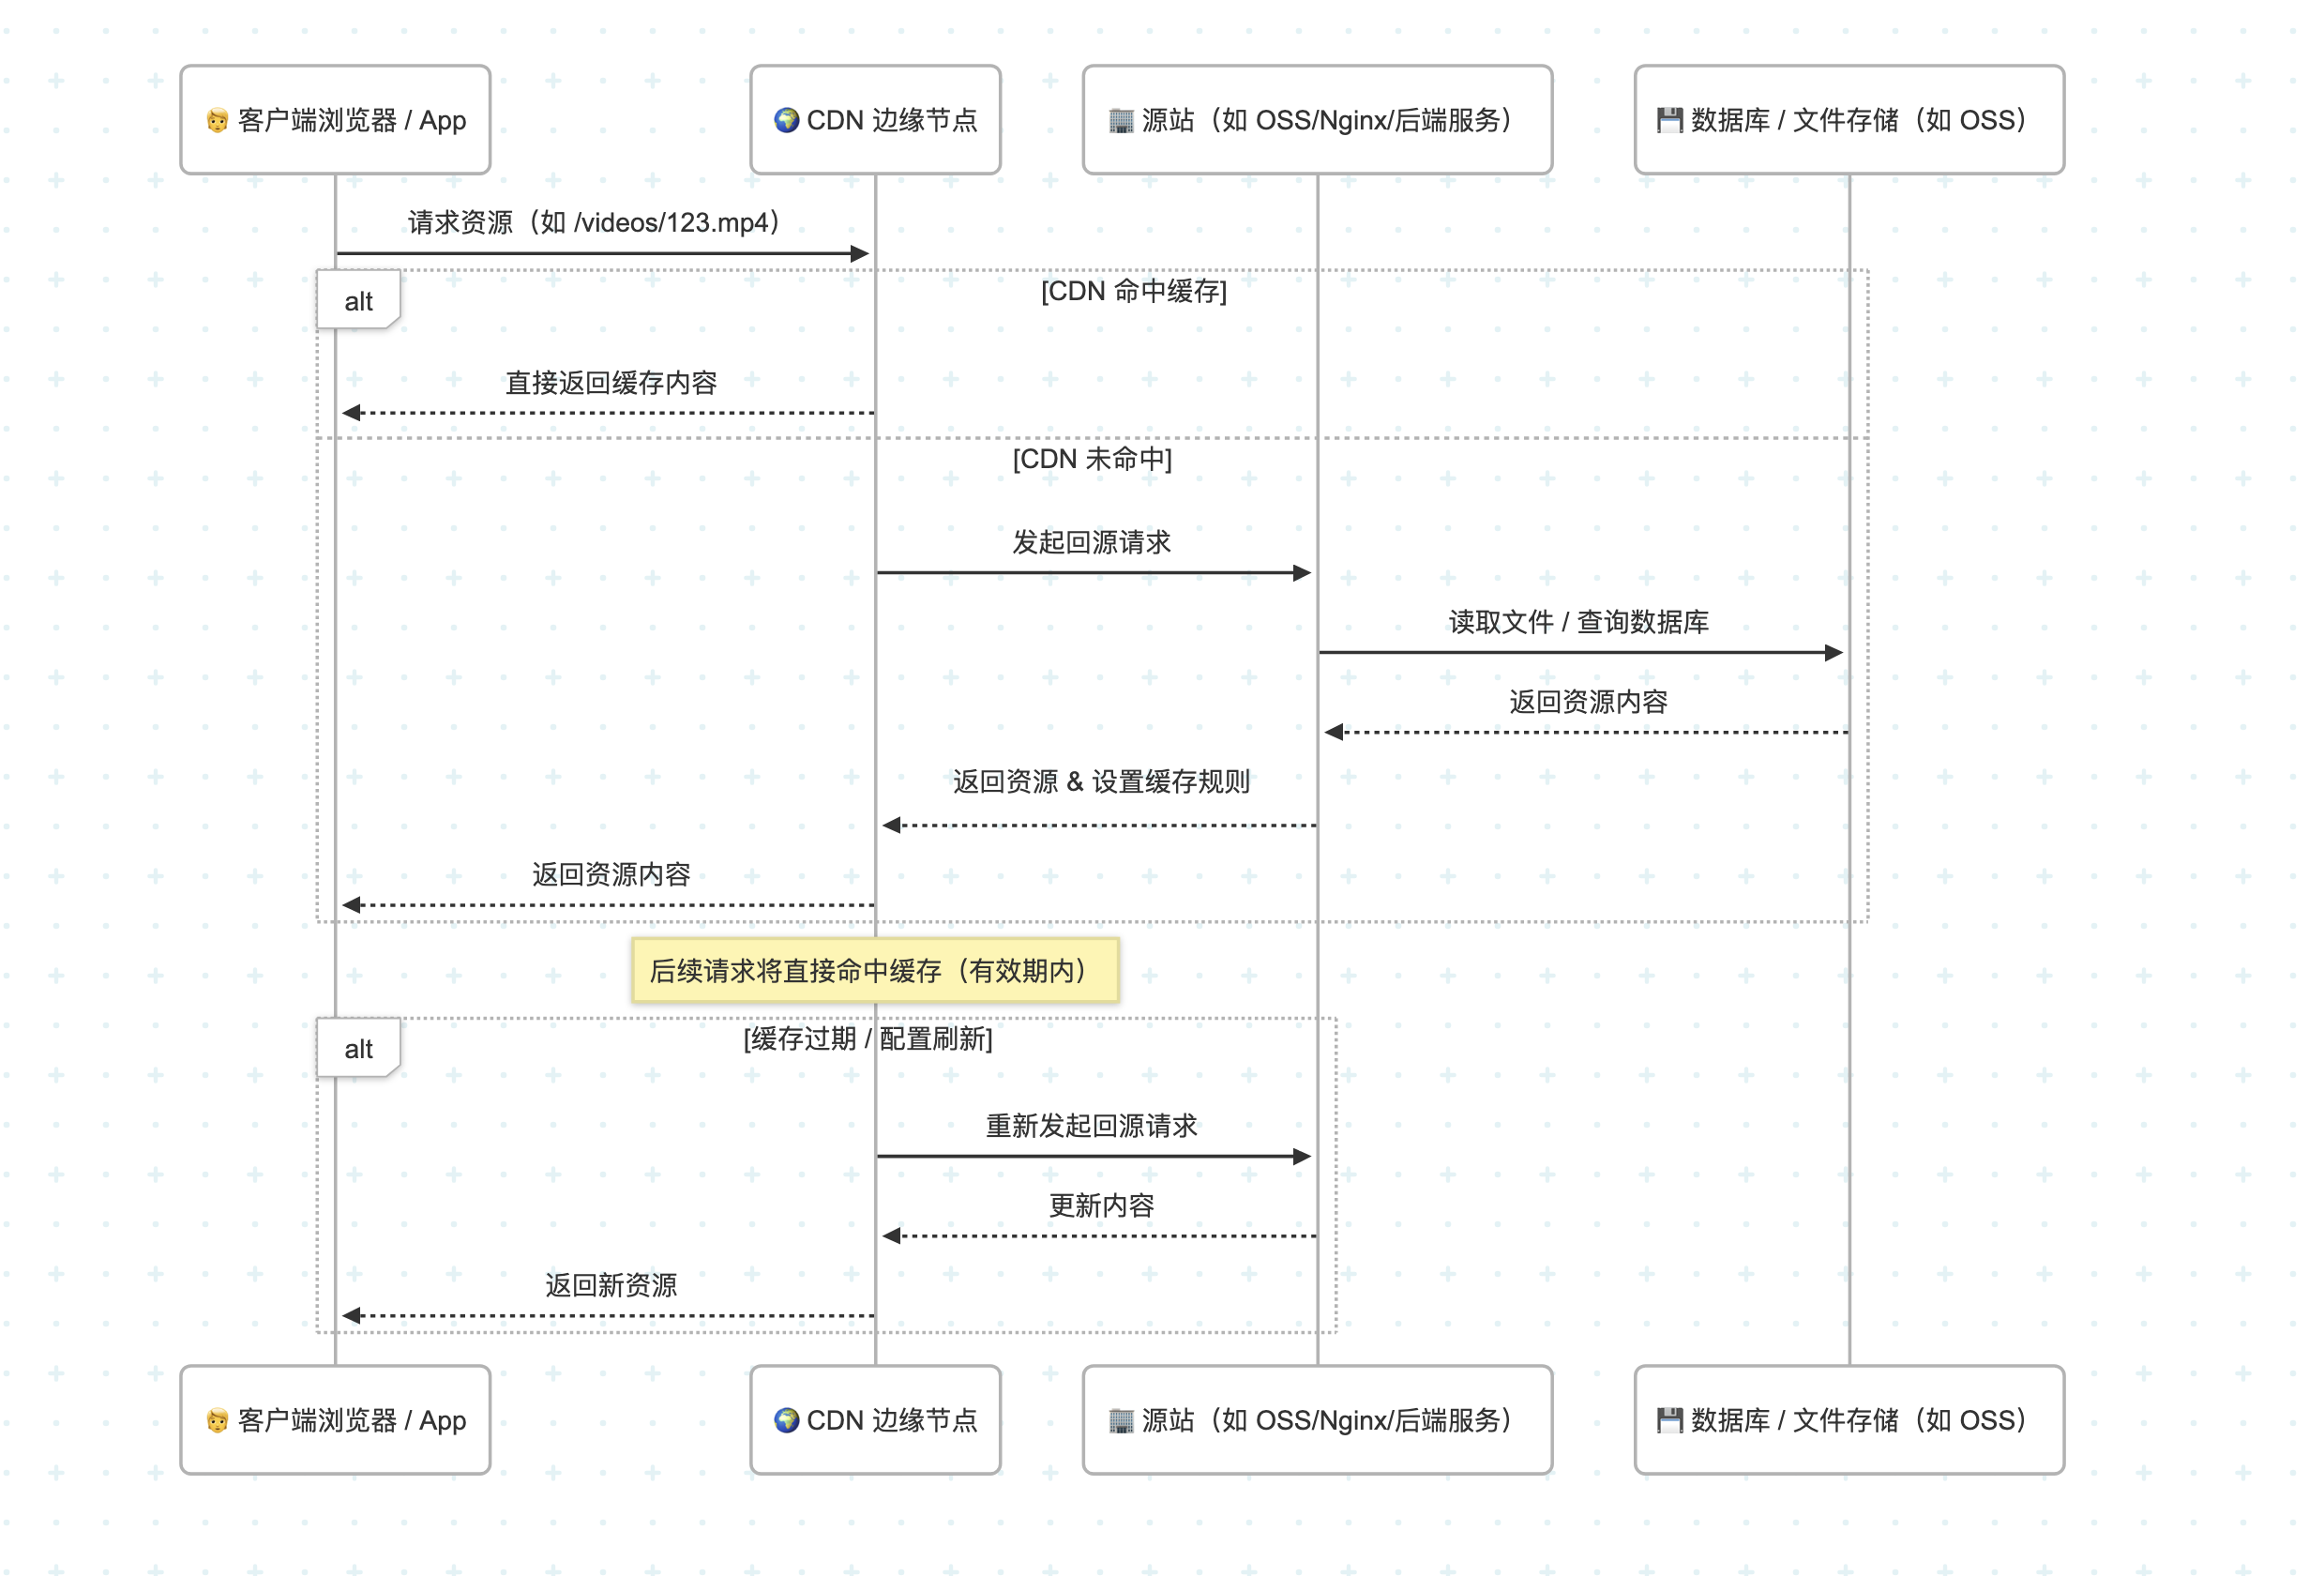 👨 客户端浏览器 / App
🌍 CDN 边缘节点
🏢 源站（如 OSS/Nginx/后端服务）
💾 数据库 / 文件存储（如 OSS）
请求资源（如 /videos/123.mp4）
alt
[CDN 命中缓存]
直接返回缓存内容
[CDN 未命中]
发起回源请求
读取文件 / 查询数据库
返回资源内容
返回资源 & 设置缓存规则
返回资源内容
后续请求将直接命中缓存（有效期内）
alt
[缓存过期 / 配置刷新]
重新发起回源请求
更新内容
返回新资源
👨 客户端浏览器 / App
🌍 CDN 边缘节点
🏢 源站（如 OSS/Nginx/后端服务）
💾 数据库 / 文件存储（如 OSS）